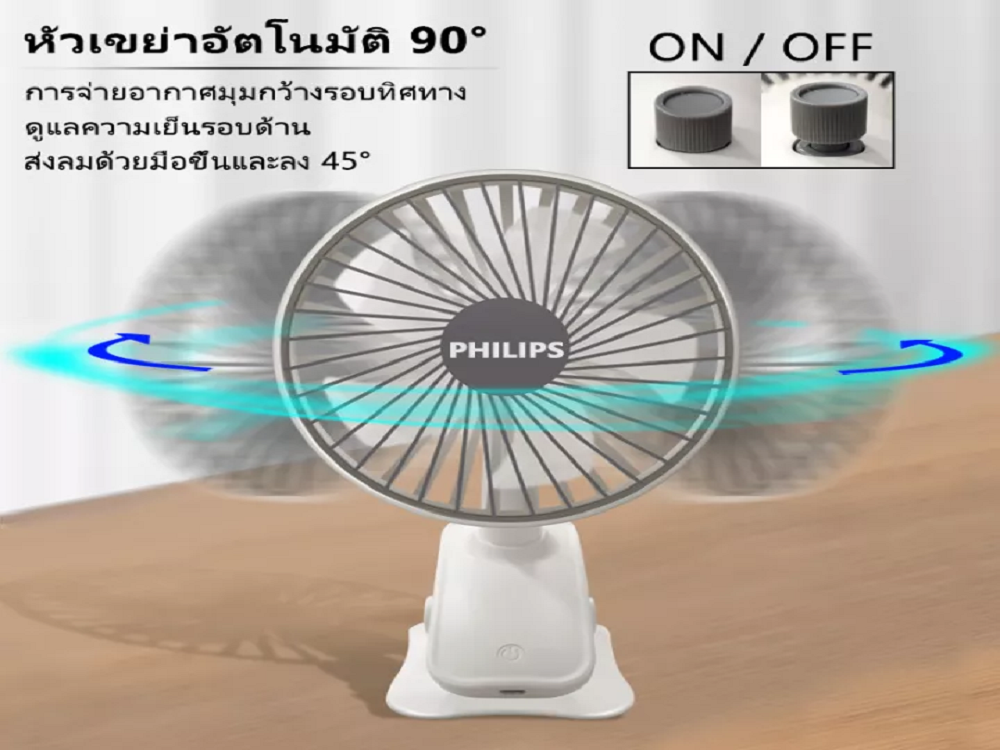 หัวเขย่าอัตโนมัติ 90°
การจ่ายอากาศมุมกว้างรอบทิศทาง
ดูแลความเย็นรอบด้าน
ส่งลมด้วยมือขึ้นและลง 45°
ON / OFF
PHILIPS